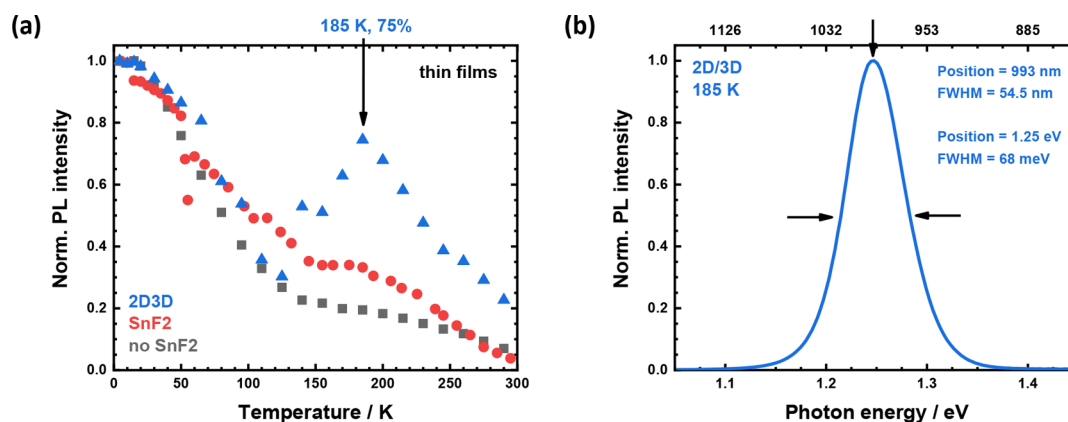 (a)
185 K, 75%
thin films
Norm. PL intensity
1.0
0.8
0.6
0.4
0.2
0.0
2D3D
SnF2
no SnF2
0 50 100 150 200 250 300
Temperature / K
(b)
1126 1032 953 885
2D/3D
185 K
Position = 993 nm
FWHM = 54.5 nm
Position = 1.25 eV
FWHM = 68 meV
Norm. PL intensity
1.0
0.8
0.6
0.4
0.2
0.0
1.1 1.2 1.3 1.4
Photon energy / eV